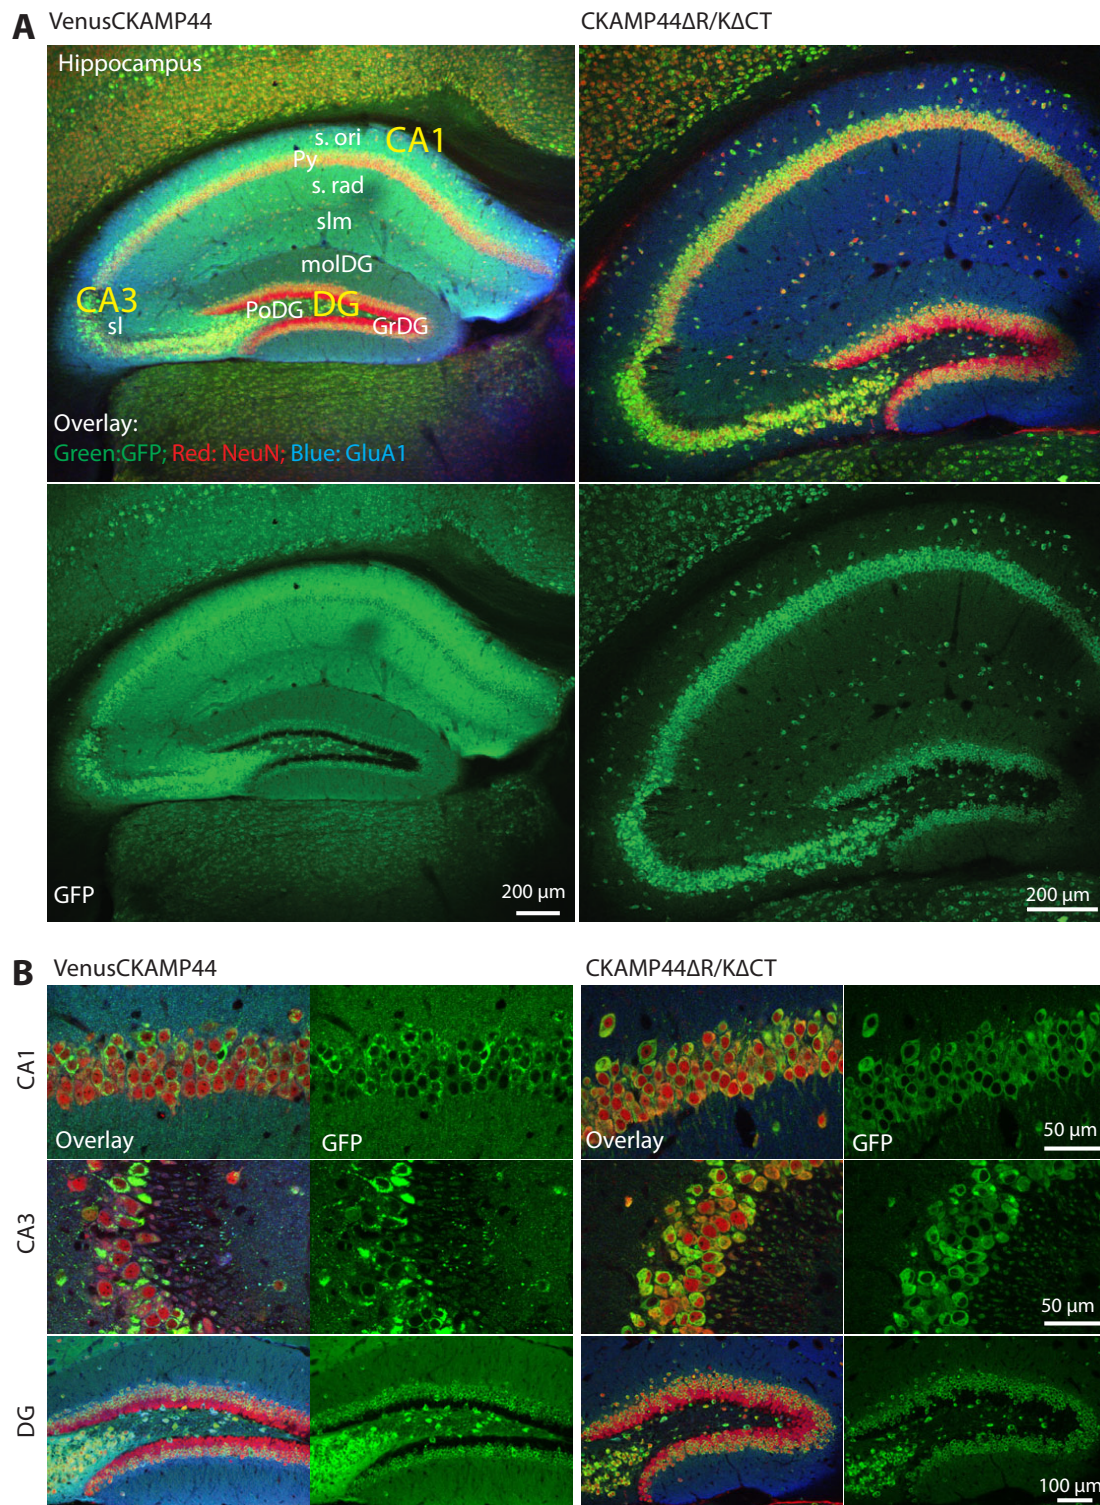 A
VenusCKAMP44
CKAMP44ΔR/KΔCT
Hippocampus
s. ori
CA1
Py
s. rad
slm
molDG
CA3
PoDG
DG
sl
GrDG
Overlay:
Green:GFP; Red: NeuN; Blue: GluA1
GFP
200 µm
200 µm
B
VenusCKAMP44
CKAMP44ΔR/KΔCT
CA1
Overlay
GFP
Overlay
GFP
50 µm
CA3
50 µm
DG
100 µm